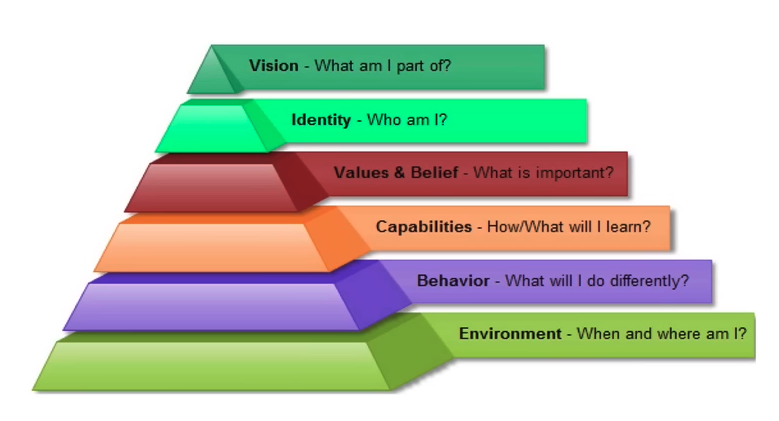 Vision - What am I part of?
Identity - Who am I?
Values & Belief - What is important?
Capabilities - How/What will I learn?
Behavior - What will I do differently?
Environment - When and where am I?